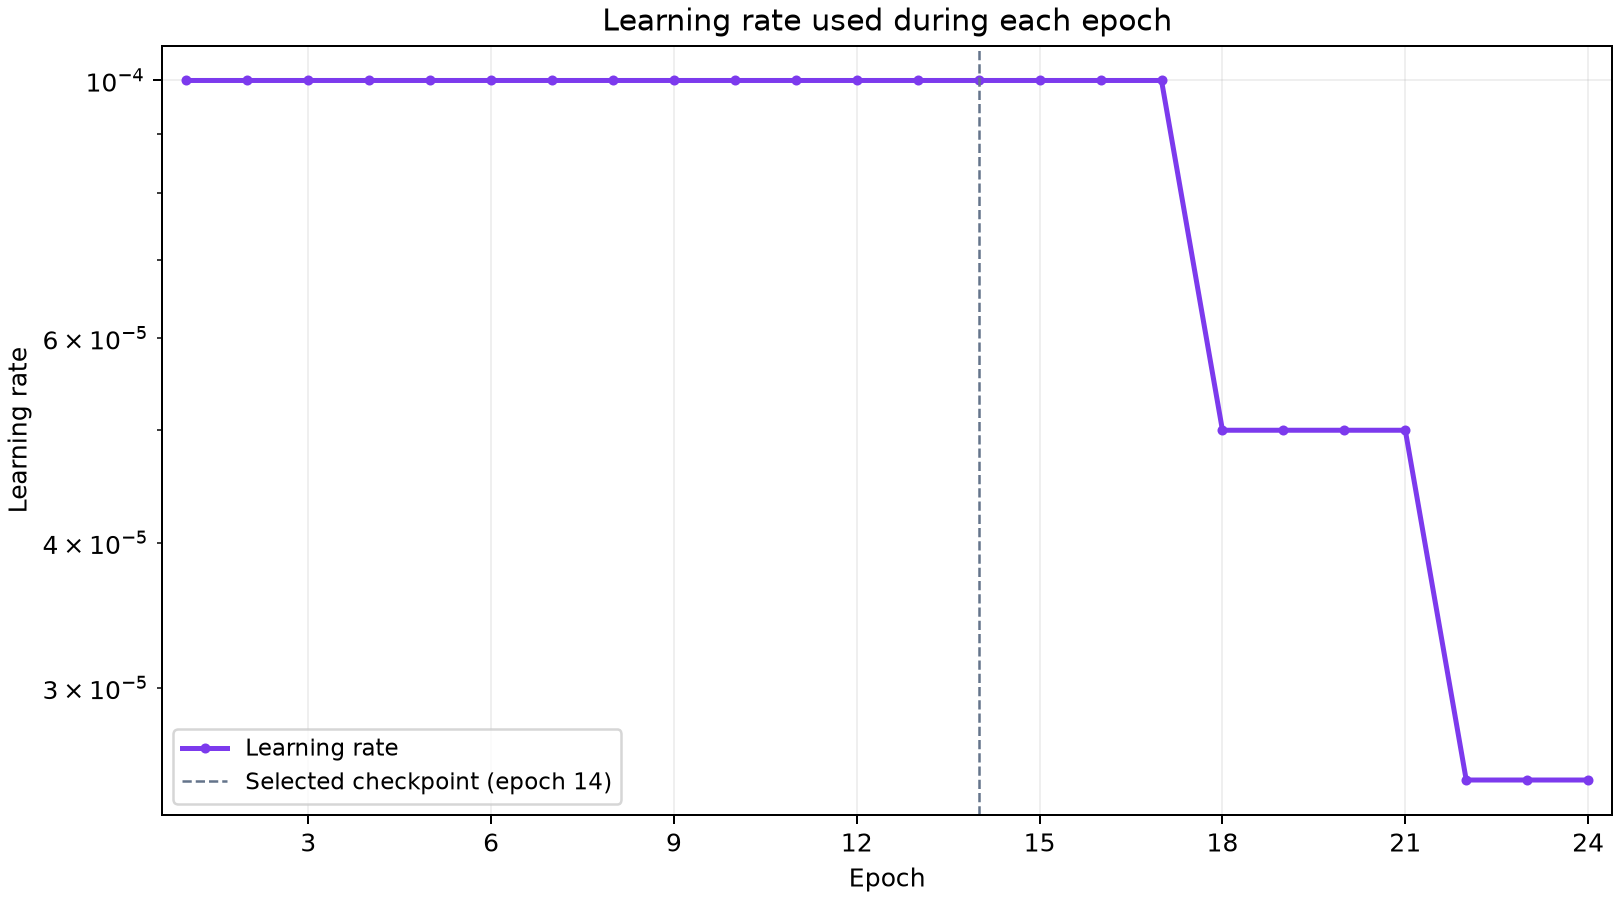 Learning rate used during each epoch
10⁻⁴
6 × 10⁻⁵
4 × 10⁻⁵
3 × 10⁻⁵
Learning rate
Learning rate
Selected checkpoint (epoch 14)
3 6 9 12 15 18 21 24
Epoch